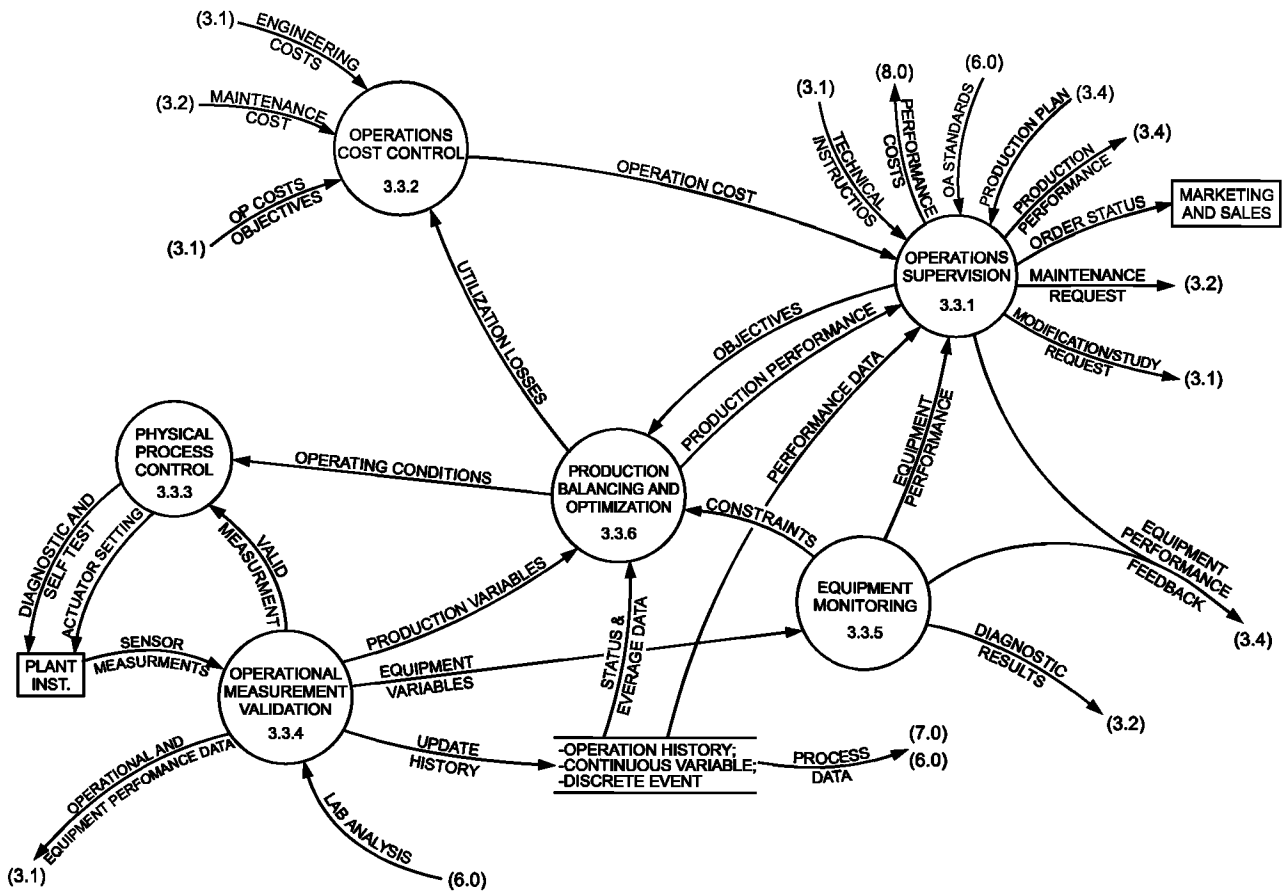 (3.1)
ENGINEERING
COSTS
(3.2)
MAINTENANCE
COST
OP COSTS
OBJECTIVES
(3.1)
OPERATIONS
COST CONTROL
3.3.2
OPERATION COST
(3.1)
TECHNICAL
INSTRUCTIOS
(8.0)
PERFORMANCE
COSTS
(6.0)
OA STANDARDS
(3.4)
PRODUCTION PLAN
(3.4)
PRODUCTION
PERFORMANCE
ORDER STATUS
MARKETING
AND SALES
OPERATIONS
SUPERVISION
3.3.1
MAINTENANCE
REQUEST
(3.2)
MODIFICATION/STUDY
REQUEST
(3.1)
UTILIZATION LOSSES
OBJECTIVES
PRODUCTION PERFORMANCE
PERFORMANCE DATA
EQUIPMENT
PERFORMANCE
PHYSICAL
PROCESS
CONTROL
3.3.3
OPERATING CONDITIONS
PRODUCTION
BALANCING AND
OPTIMIZATION
3.3.6
CONSTRAINTS
EQUIPMENT
MONITORING
3.3.5
EQUIPMENT
PERFORMANCE
FEEDBACK
(3.4)
DIAGNOSTIC
RESULTS
(3.2)
DIAGNOSTIC AND
SELF TEST
ACTUATOR SETTING
VALID
MEASURMENT
PLANT
INST.
SENSOR
MEASURMENTS
OPERATIONAL
MEASUREMENT
VALIDATION
3.3.4
PRODUCTION VARIABLES
EQUIPMENT
VARIABLES
STATUS &
EVERAGE DATA
UPDATE
HISTORY
-OPERATION HISTORY;
-CONTINUOUS VARIABLE;
-DISCRETE EVENT
PROCESS
DATA
(7.0)
(6.0)
OPERATIONAL AND
EQUIPMENT PERFOMANCE DATA
(3.1)
LAB ANALYSIS
(6.0)